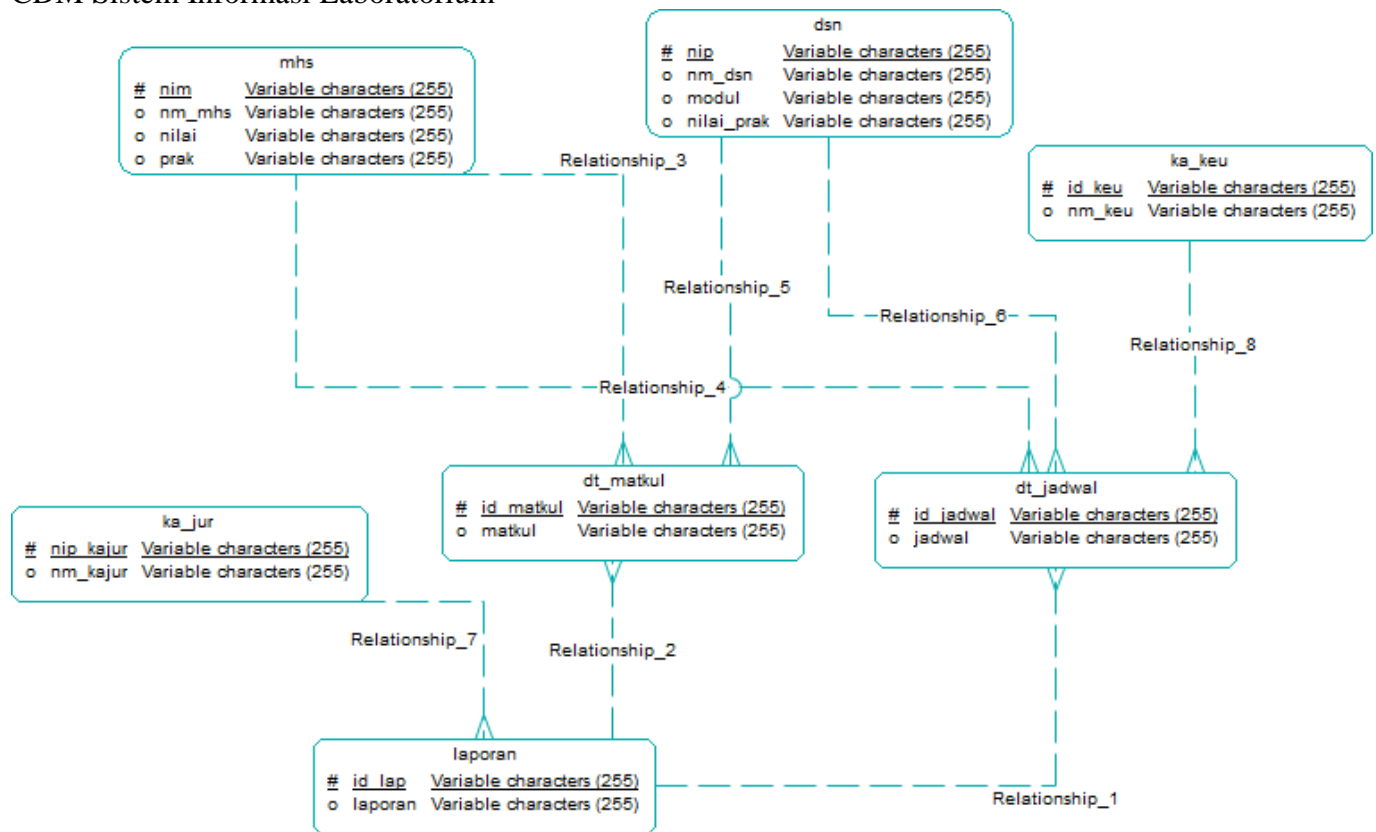 CDM Sistem Informasi Laboratorium
dsn
# nip Variable characters (255)
o nm_dsn Variable characters (255)
o modul Variable characters (255)
o nilai_prak Variable characters (255)
mhs
# nim Variable characters (255)
o nm_mhs Variable characters (255)
o nilai Variable characters (255)
o prak Variable characters (255)
Relationship_3
ka_keu
# id_keu Variable characters (255)
o nm_keu Variable characters (255)
Relationship_5
Relationship_6
Relationship_8
Relationship_4
dt_matkul
# id_matkul Variable characters (255)
o matkul Variable characters (255)
dt_jadwal
# id_jadwal Variable characters (255)
o jadwal Variable characters (255)
ka_jur
# nip_kajur Variable characters (255)
o nm_kajur Variable characters (255)
Relationship_7
Relationship_2
laporan
# id_lap Variable characters (255)
o laporan Variable characters (255)
Relationship_1